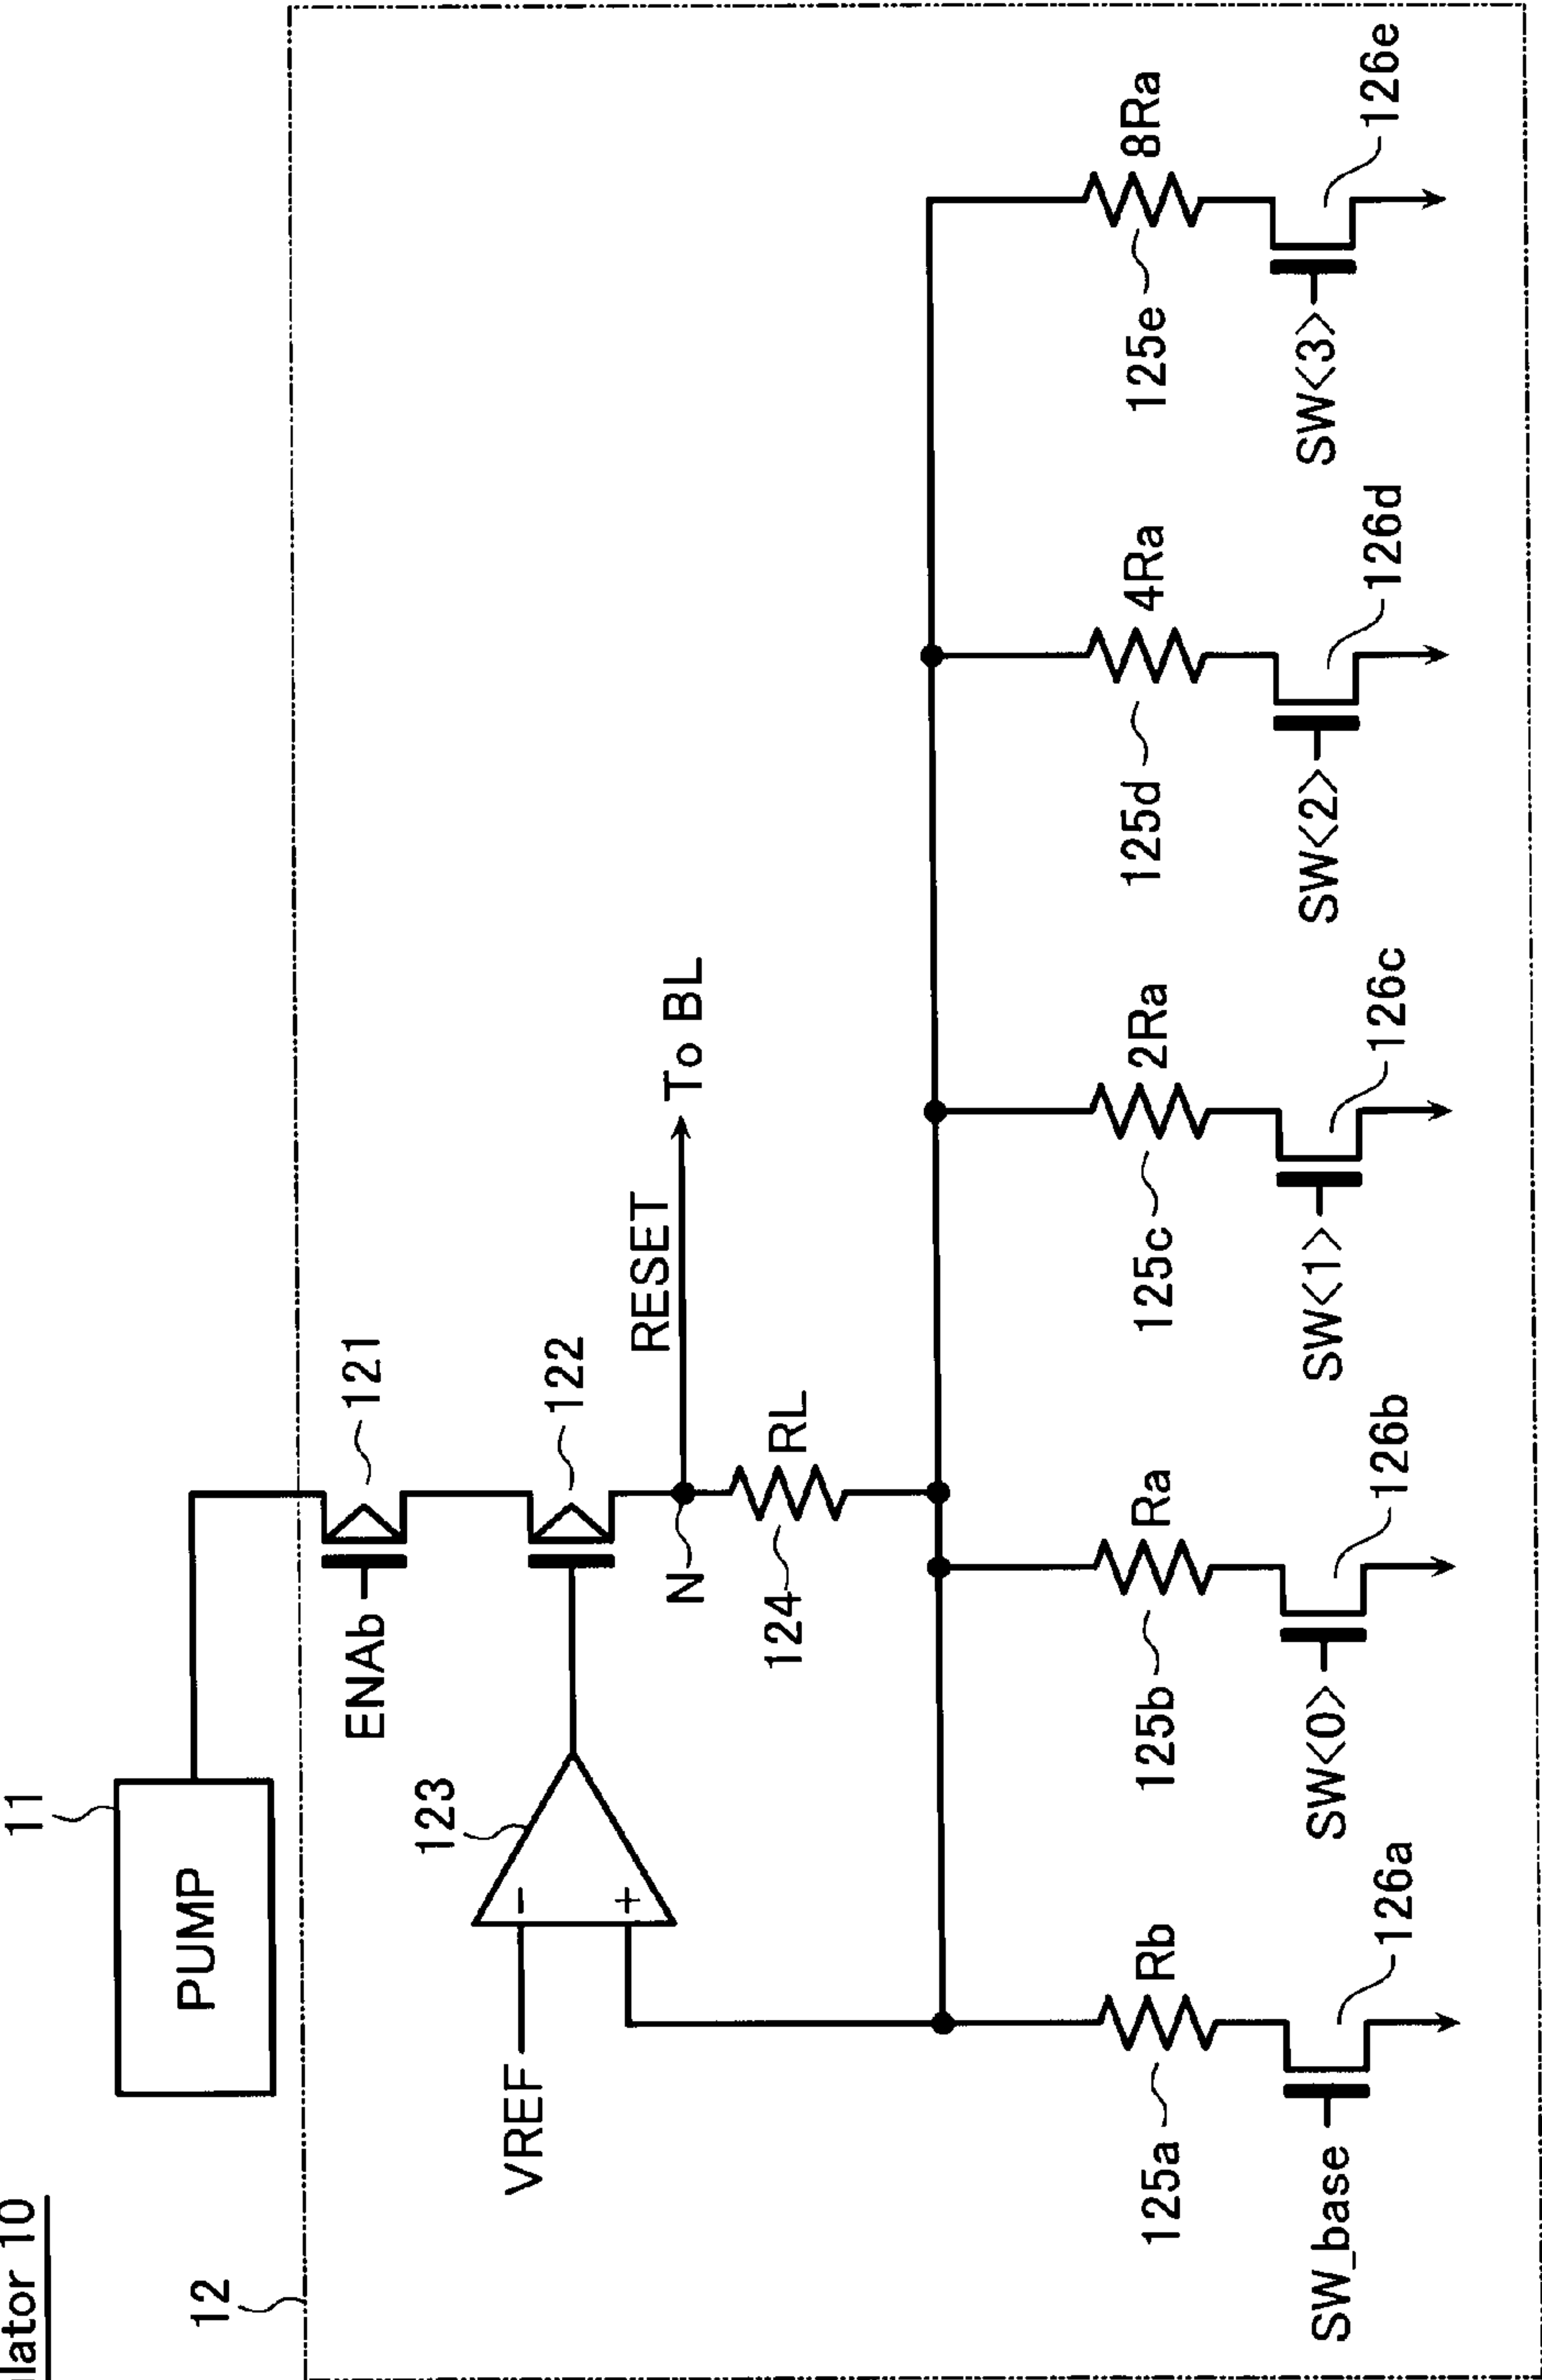 lator 10
11
PUMP
12
ENAb
121
122
123
VREF
−
+
RESET
To BL
N
124
RL
125a
Rb
125b
Ra
125c
2Ra
125d
4Ra
125e
8Ra
SW_base
126a
SW<0>
126b
SW<1>
126c
SW<2>
126d
SW<3>
126e